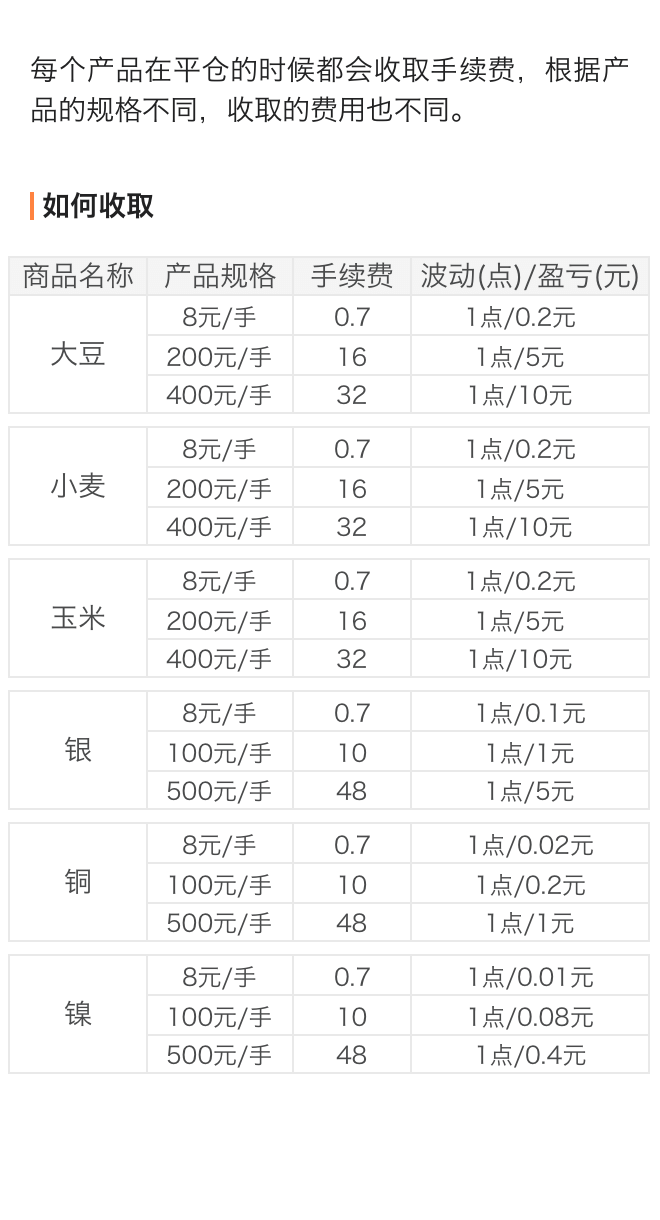 每个产品在平仓的时候都会收取手续费，根据产
品的规格不同，收取的费用也不同。
如何收取
商品名称 产品规格 手续费 波动(点)/盈亏(元)
大豆
8元/手 0.7 1点/0.2元
200元/手 16 1点/5元
400元/手 32 1点/10元
小麦
8元/手 0.7 1点/0.2元
200元/手 16 1点/5元
400元/手 32 1点/10元
玉米
8元/手 0.7 1点/0.2元
200元/手 16 1点/5元
400元/手 32 1点/10元
银
8元/手 0.7 1点/0.1元
100元/手 10 1点/1元
500元/手 48 1点/5元
铜
8元/手 0.7 1点/0.02元
100元/手 10 1点/0.2元
500元/手 48 1点/1元
镍
8元/手 0.7 1点/0.01元
100元/手 10 1点/0.08元
500元/手 48 1点/0.4元